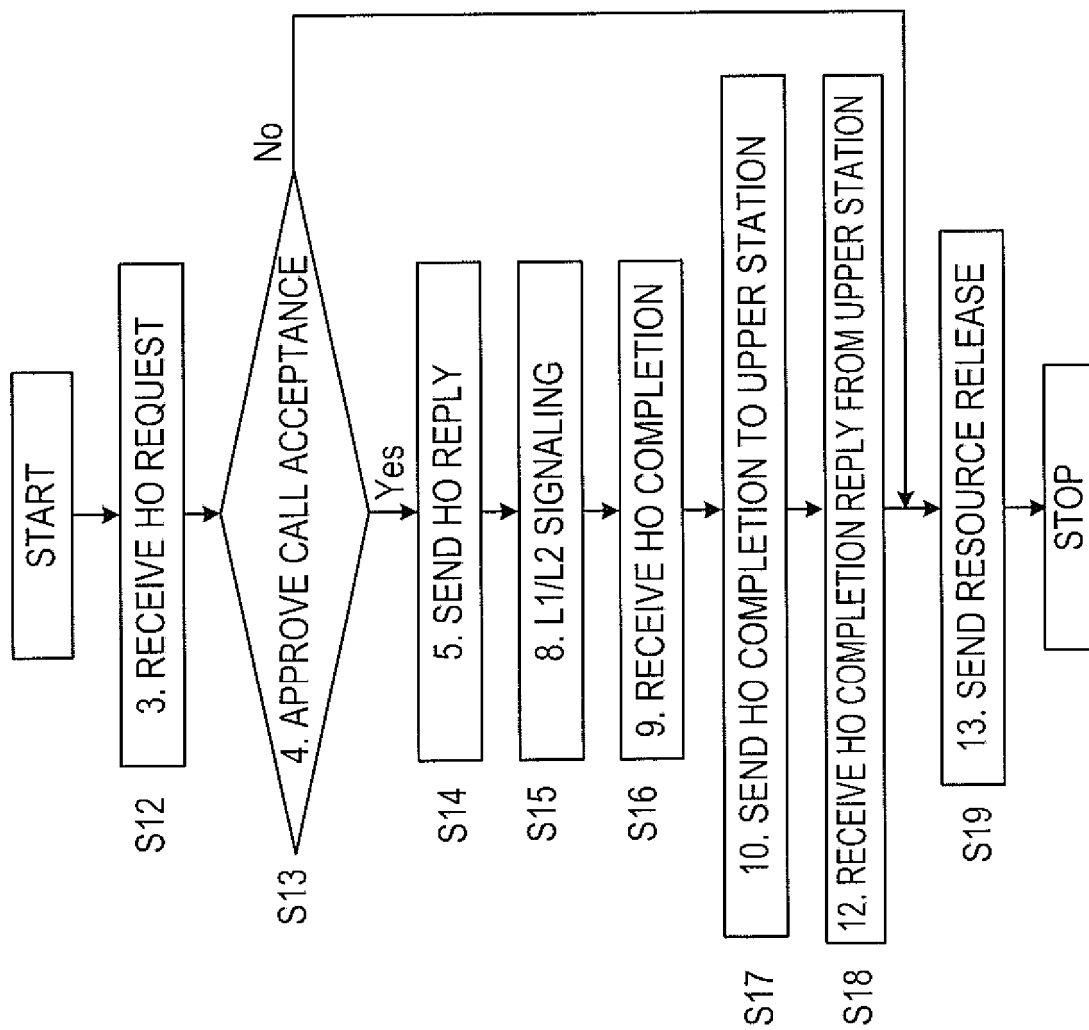 START
S12
3. RECEIVE HO REQUEST
S13
4. APPROVE CALL ACCEPTANCE
No
Yes
S14
5. SEND HO REPLY
S15
8. L1/L2 SIGNALING
S16
9. RECEIVE HO COMPLETION
S17
10. SEND HO COMPLETION TO UPPER STATION
S18
12. RECEIVE HO COMPLETION REPLY FROM UPPER STATION
S19
13. SEND RESOURCE RELEASE
STOP